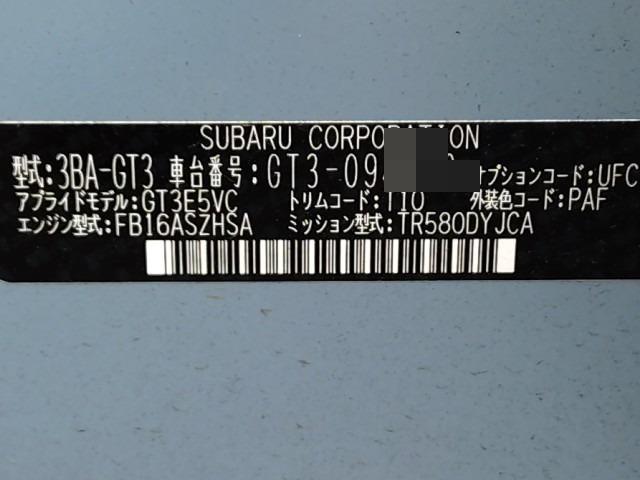 SUBARU CORPORATION
型式:3BA-GT3 車台番号:GT3-094 オプションコード:UFC
アプライドモデル:GT3E5VC トリムコード:T10 外装色コード:PAF
エンジン型式:FB16ASZHSA ミッション型式:TR580DYJCA